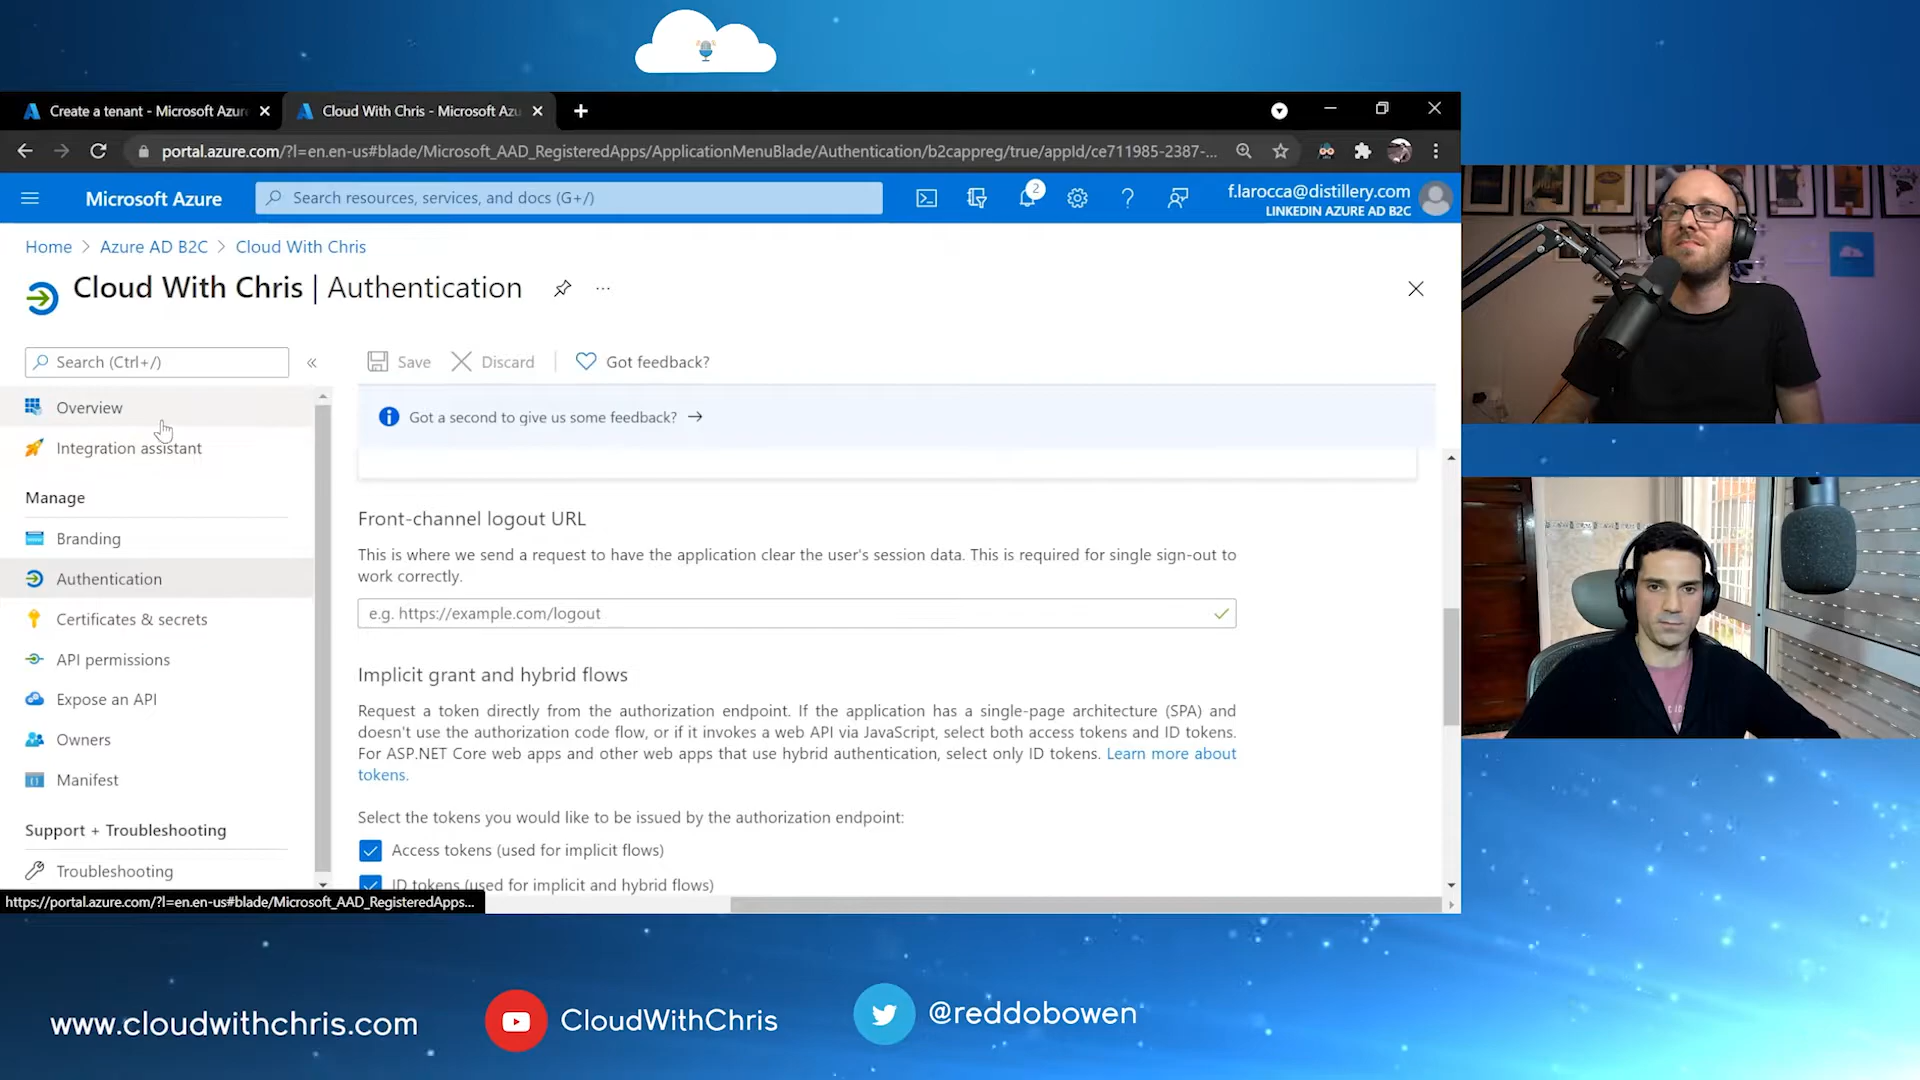 Create a tenant - Microsoft Azur
Cloud With Chris - Microsoft Azu
portal.azure.com/?l=en.en-us#blade/Microsoft_AAD_RegisteredApps/ApplicationMenuBlade/Authentication/b2cappreg/true/appId/ce711985-2387-...
Microsoft Azure
Search resources, services, and docs (G+/)
2
f.larocca@distillery.com
LINKEDIN AZURE AD B2C
Home > Azure AD B2C > Cloud With Chris
Cloud With Chris | Authentication
Search (Ctrl+/)
Save
Discard
Got feedback?
Overview
Integration assistant
Manage
Branding
Authentication
Certificates & secrets
API permissions
Expose an API
Owners
Manifest
Support + Troubleshooting
Troubleshooting
https://portal.azure.com/?l=en.en-us#blade/Microsoft_AAD_RegisteredApps...
Got a second to give us some feedback?
Front-channel logout URL
This is where we send a request to have the application clear the user's session data. This is required for single sign-out to
work correctly.
e.g. https://example.com/logout
Implicit grant and hybrid flows
Request a token directly from the authorization endpoint. If the application has a single-page architecture (SPA) and
doesn't use the authorization code flow, or if it invokes a web API via JavaScript, select both access tokens and ID tokens.
For ASP.NET Core web apps and other web apps that use hybrid authentication, select only ID tokens. Learn more about
tokens.
Select the tokens you would like to be issued by the authorization endpoint:
Access tokens (used for implicit flows)
ID tokens (used for implicit and hybrid flows)
www.cloudwithchris.com
CloudWithChris
@reddobowen